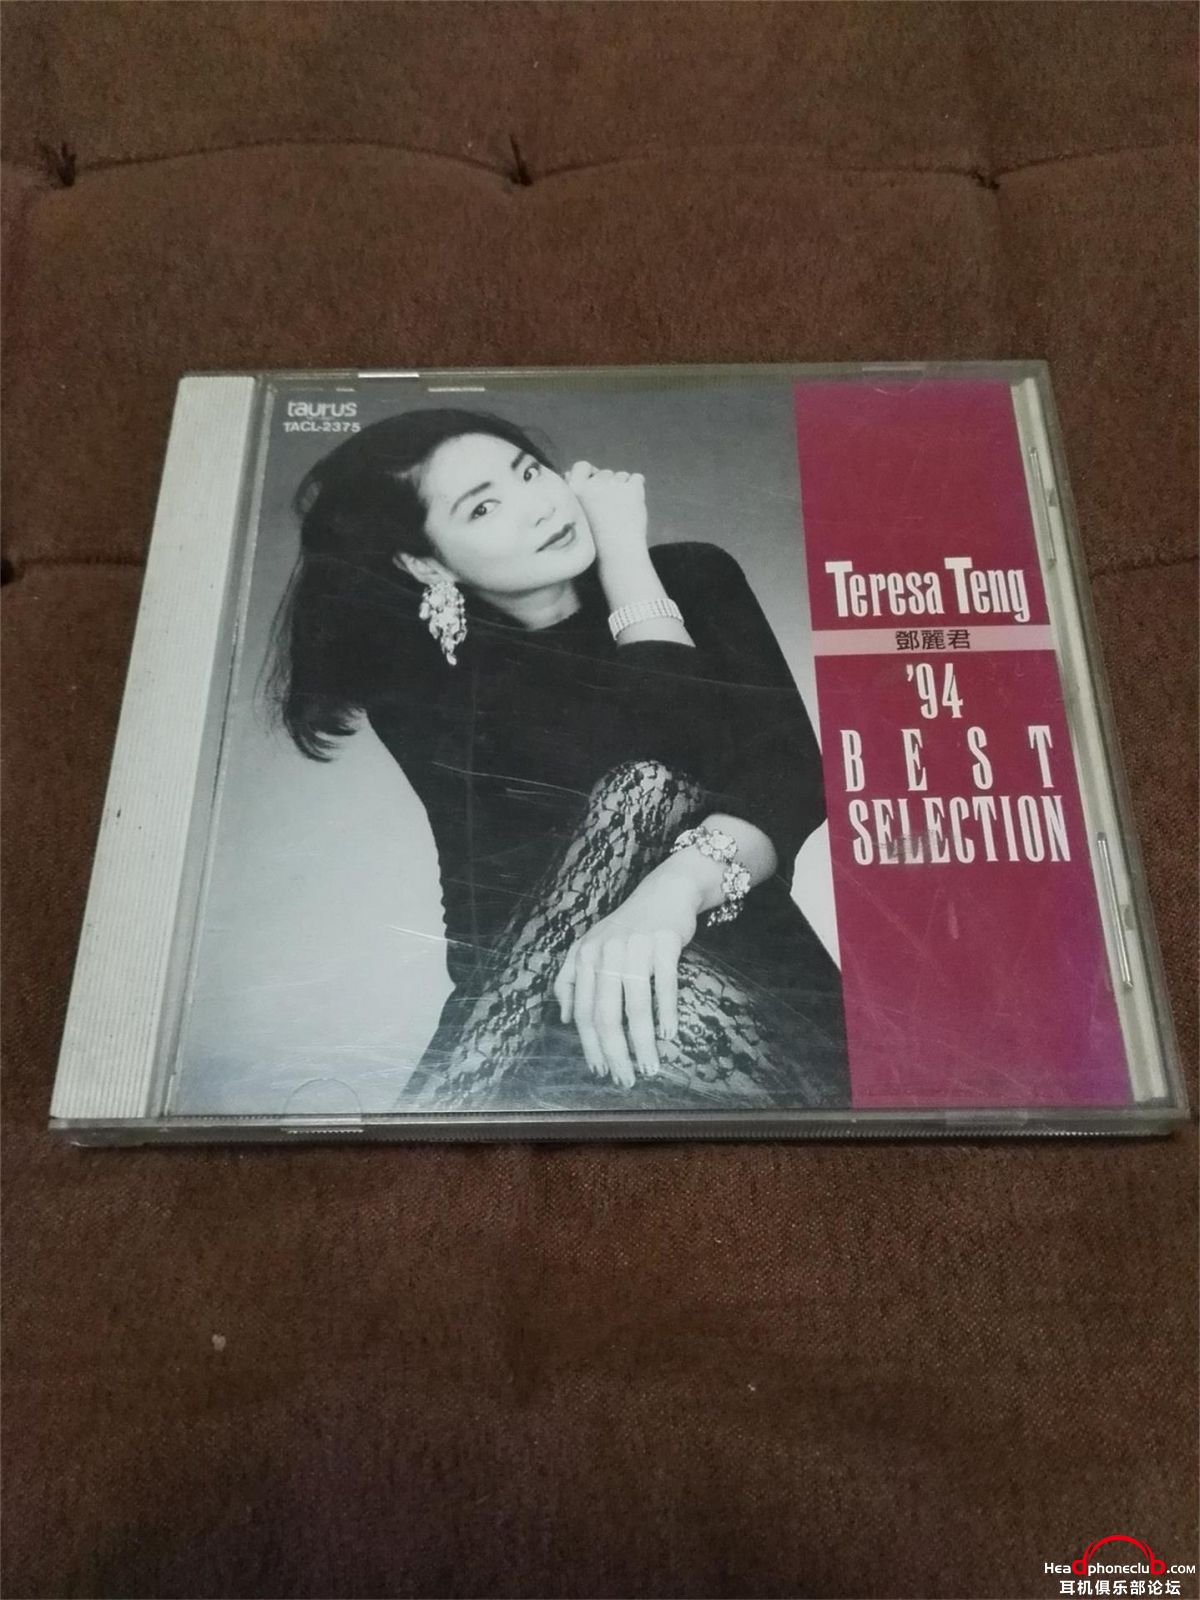 taurus
TACL-2375
Teresa Teng
鄧麗君
'94
BEST
SELECTION
Headphoneclub.com
耳机俱乐部论坛